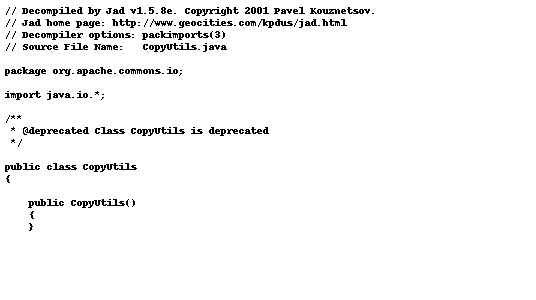 // Decompiled by Jad v1.5.8e. Copyright 2001 Pavel Kouznetsov.
// Jad home page: http://www.geocities.com/kpdus/jad.html
// Decompiler options: packimports(3)
// Source File Name:   CopyUtils.java

package org.apache.commons.io;

import java.io.*;

/**
 * @deprecated Class CopyUtils is deprecated
 */

public class CopyUtils
{

    public CopyUtils()
    {
    }